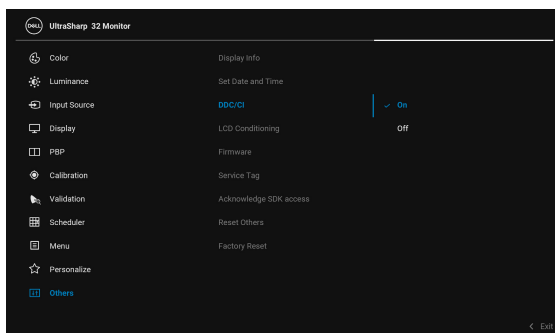 DELL UltraSharp 32 Monitor
Color Display Info
Luminance Set Date and Time
Input Source DDC/CI ✓ On
Display LCD Conditioning Off
PBP Firmware
Calibration Service Tag
Validation Acknowledge SDK access
Scheduler Reset Others
Menu Factory Reset
Personalize
Others
< Exit